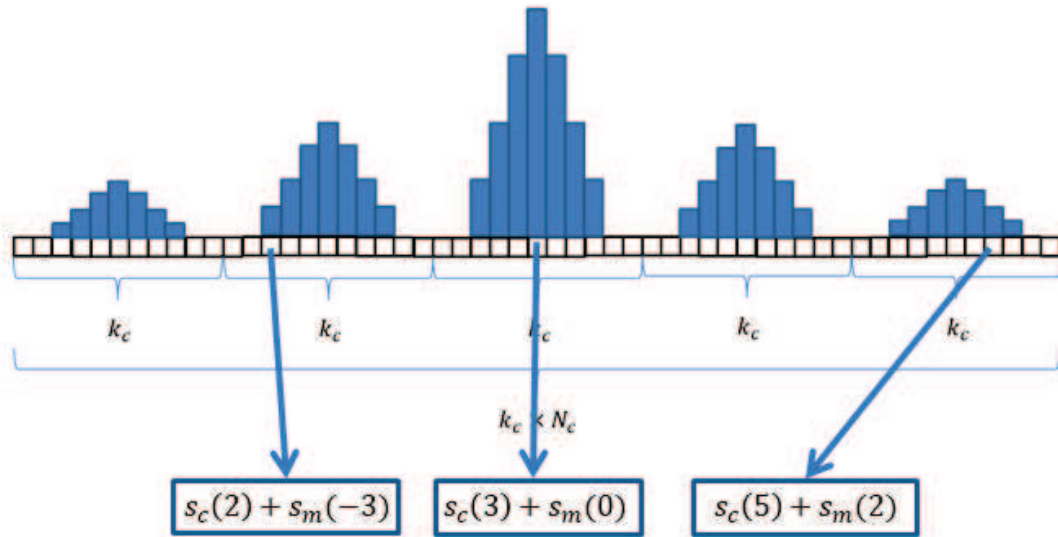 k_c k_c k_c k_c k_c
k_c × N_c
s_c(2) + s_m(−3) s_c(3) + s_m(0) s_c(5) + s_m(2)